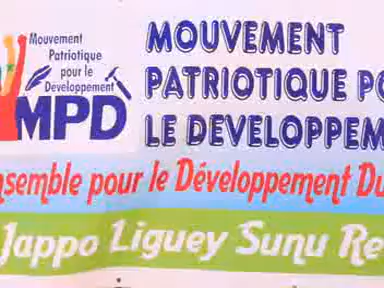 Mouvement
Patriotique
pour le
Developpement
MPD
MOUVEMENT
PATRIOTIQUE PO
LE DEVELOPPEM
nsemble pour le Développement Du
Jappo Liguey Sunu Re